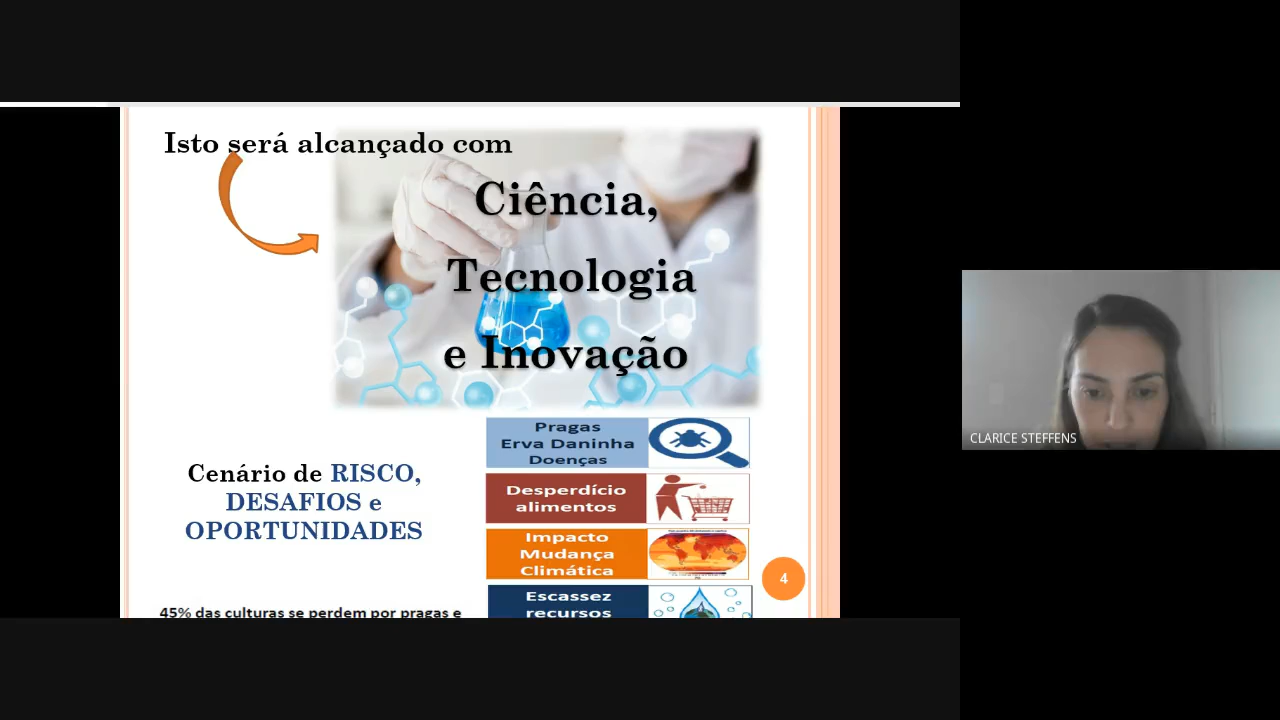 Isto será alcançado com
Ciência,
Tecnologia
e Inovação
Pragas
Erva Daninha
Doenças
Cenário de RISCO,
DESAFIOS e
OPORTUNIDADES
Desperdício
alimentos
Impacto
Mudança
Climática
4
Escassez
recursos
45% das culturas se perdem por pragas e
CLARICE STEFFENS